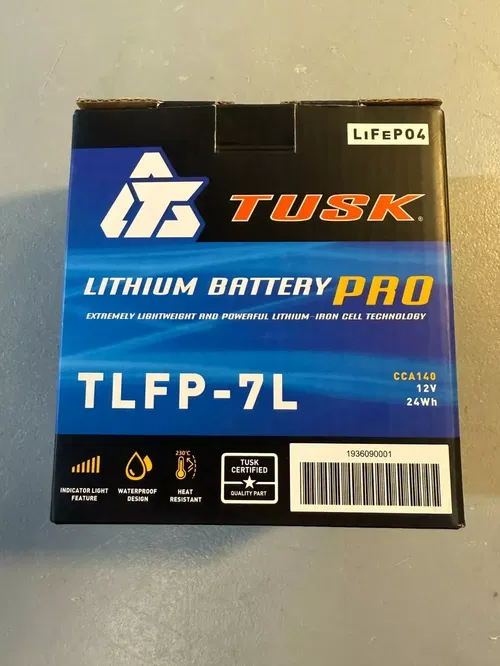 LiFEPO4
TUSK®
LITHIUM BATTERY PRO
EXTREMELY LIGHTWEIGHT AND POWERFUL LITHIUM-IRON CELL TECHNOLOGY
TLFP-7L
CCA140
12V
24Wh
230°C
INDICATOR LIGHT
FEATURE
WATERPROOF
DESIGN
HEAT
RESISTANT
TUSK
CERTIFIED
QUALITY PART
1936090001